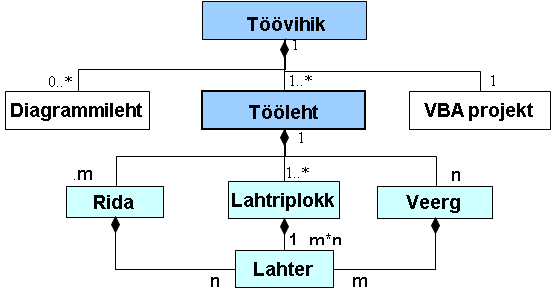 Töövihik
1
0..* 1..* 1
Diagrammileht Tööleht VBA projekt
1
.m 1..* n
Rida Lahtriplokk Veerg
1 m*n
n Lahter m